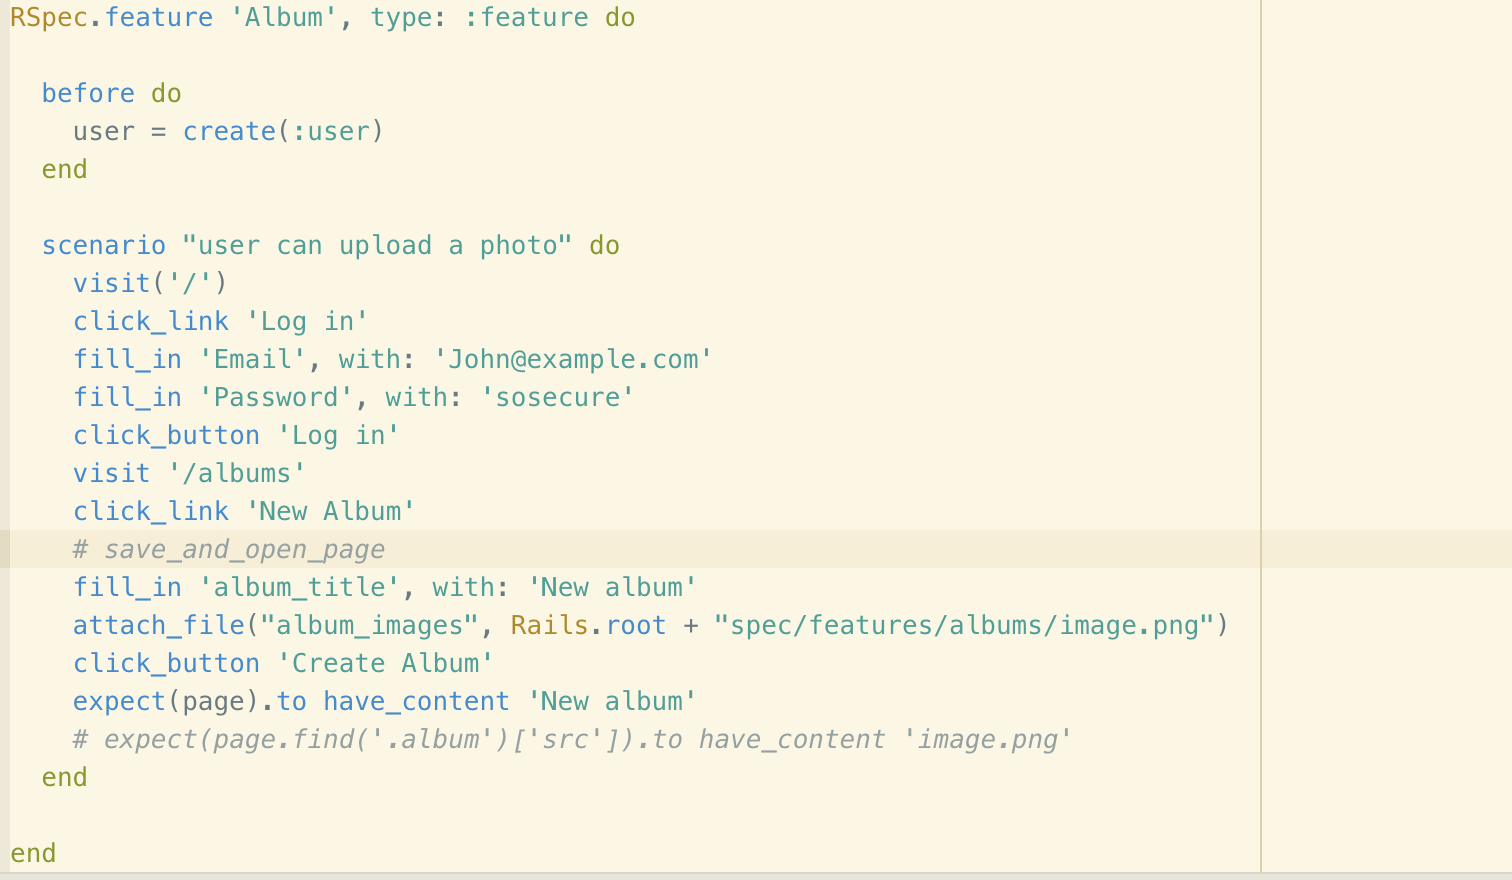 RSpec.feature 'Album', type: :feature do
before do
user = create(:user)
end
scenario "user can upload a photo" do
visit('/')
click_link 'Log in'
fill_in 'Email', with: 'John@example.com'
fill_in 'Password', with: 'sosecure'
click_button 'Log in'
visit '/albums'
click_link 'New Album'
# save_and_open_page
fill_in 'album_title', with: 'New album'
attach_file("album_images", Rails.root + "spec/features/albums/image.png")
click_button 'Create Album'
expect(page).to have_content 'New album'
# expect(page.find('.album')['src']).to have_content 'image.png'
end
end